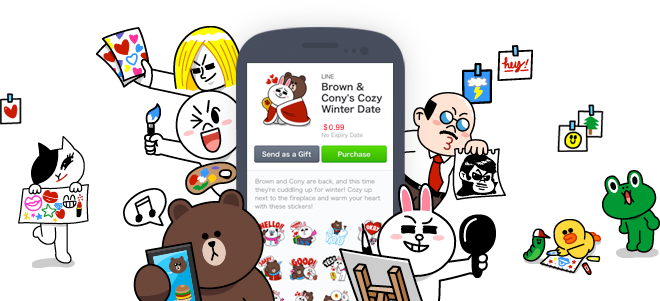 hey!
LINE
Brown &
Cony's Cozy
Winter Date
$0.99
No Expiry Date
Send as a Gift
Purchase
Brown and Cony are back, and this time
they're cuddling up for winter! Cozy up
next to the fireplace and warm your heart
with these stickers!
HELLO!
GOOD!